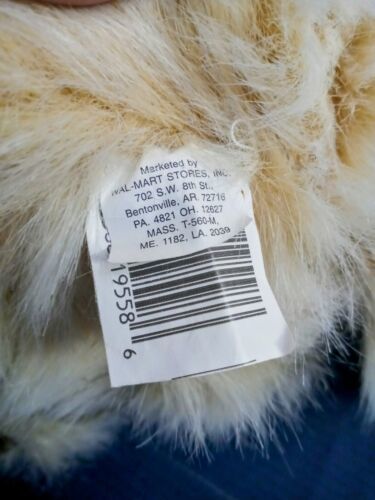 Marketed by
WAL-MART STORES, INC.
702 S.W. 8th St.,
Bentonville, AR. 72716
PA. 4821 OH. 12627
MASS. T-560-M,
ME. 1182, LA. 2039
19558 6